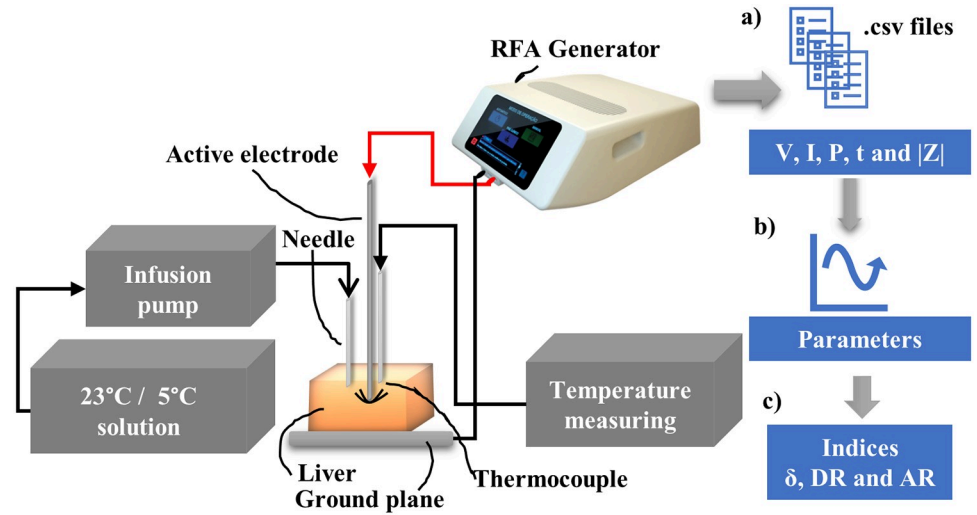 a)
.csv files
RFA Generator
V, I, P, t and |Z|
Active electrode
b)
Needle
Infusion
pump
Parameters
23°C / 5°C
solution
Temperature
measuring
c)
Indices
δ, DR and AR
Liver
Thermocouple
Ground plane